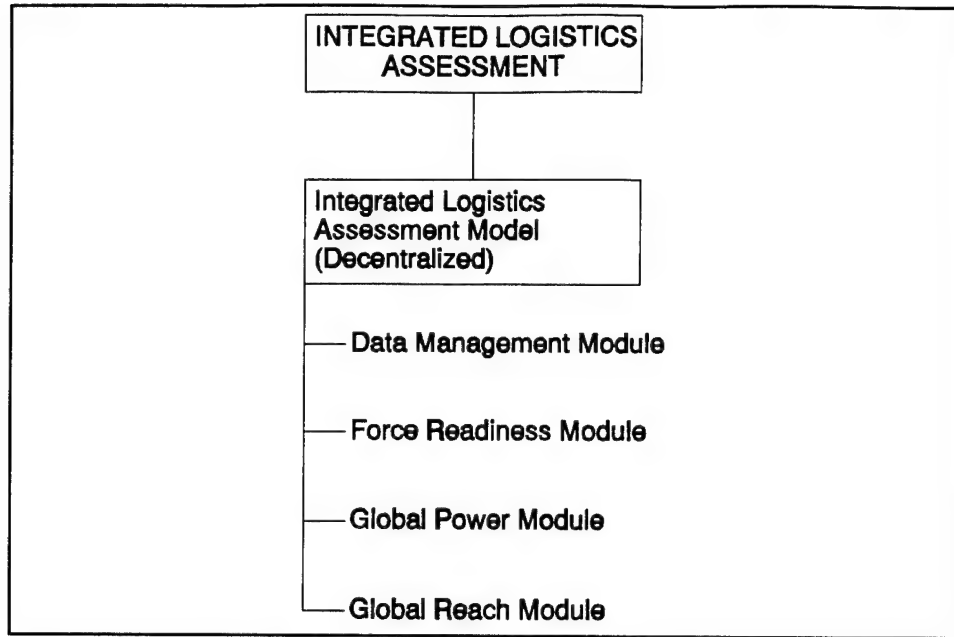 INTEGRATED LOGISTICS
ASSESSMENT
Integrated Logistics
Assessment Model
(Decentralized)
Data Management Module
Force Readiness Module
Global Power Module
Global Reach Module